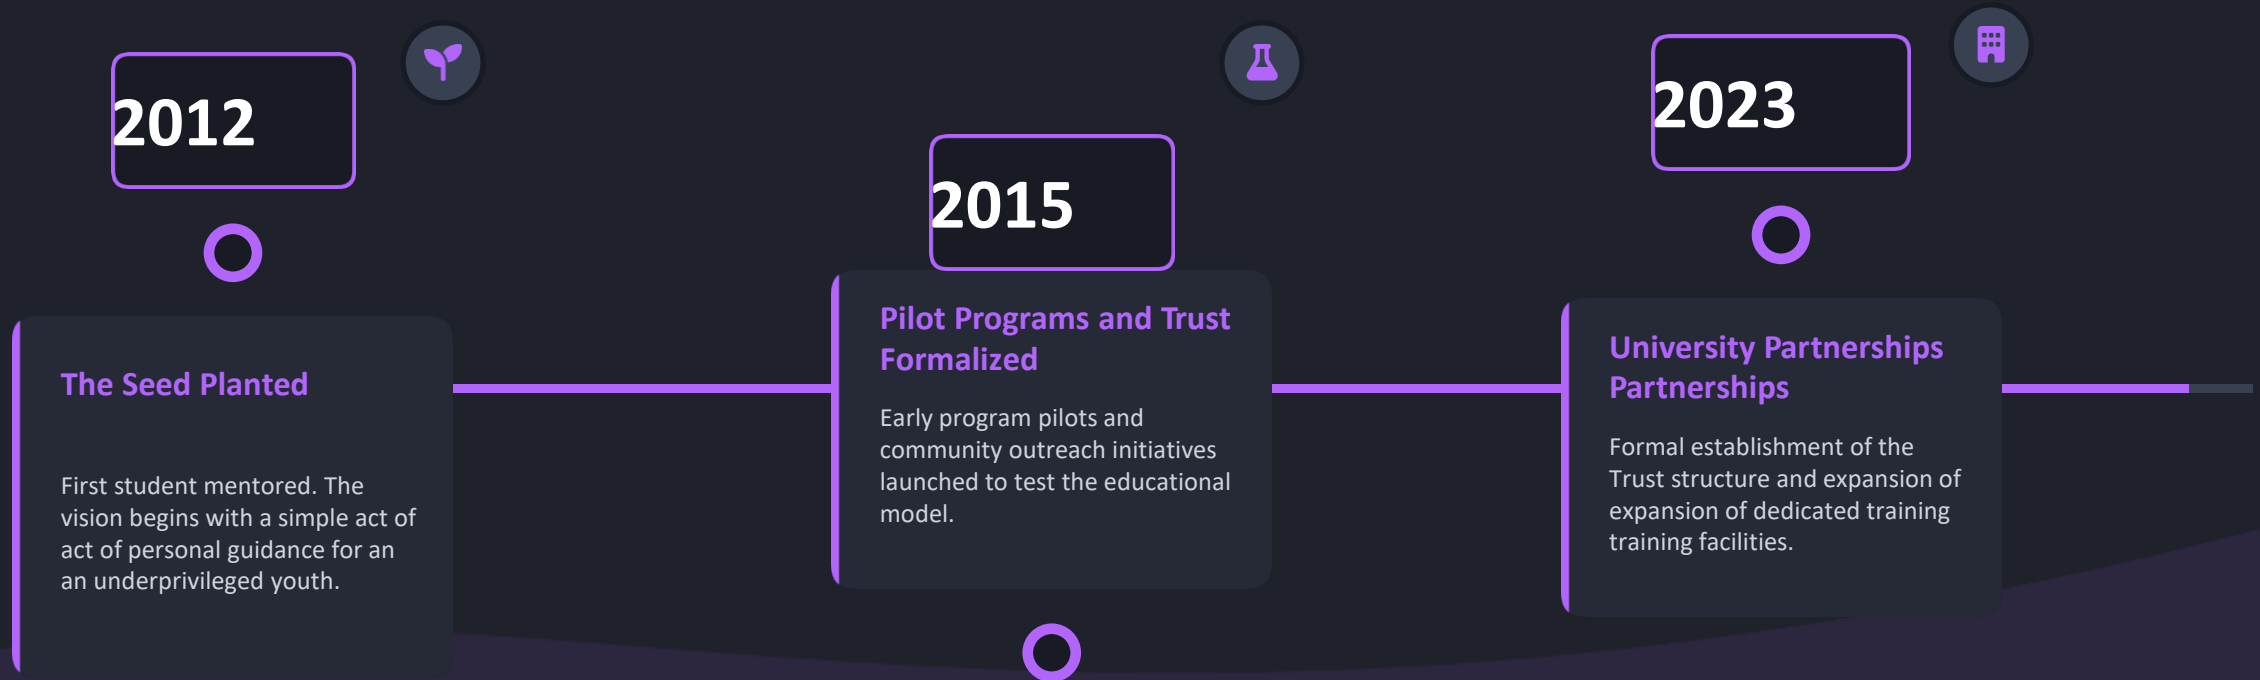 2012
The Seed Planted
First student mentored. The
vision begins with a simple act of
act of personal guidance for an
an underprivileged youth.
2015
Pilot Programs and Trust
Formalized
Early program pilots and
community outreach initiatives
launched to test the educational
model.
2023
University Partnerships
Partnerships
Formal establishment of the
Trust structure and expansion of
expansion of dedicated training
training facilities.